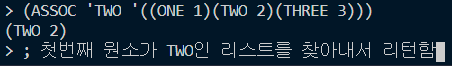 > (ASSOC 'TWO '((ONE 1)(TWO 2)(THREE 3)))
(TWO 2)
> ; 첫번째 원소가 TWO인 리스트를 찾아내서 리턴함